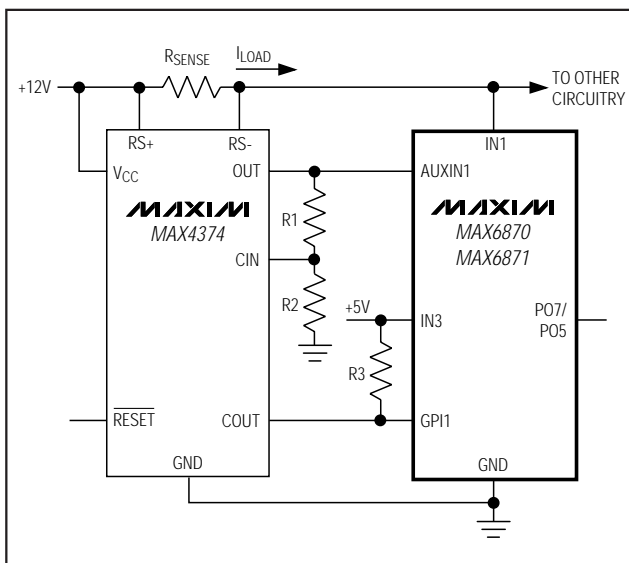 RSENSE
ILOAD
+12V
TO OTHER
CIRCUITRY
RS+
RS-
IN1
VCC
OUT
AUXIN1
MAXIM
MAX4374
R1
MAXIM
MAX6870
MAX6871
CIN
R2
+5V
IN3
PO7/
PO5
R3
RESET
COUT
GPI1
GND
GND